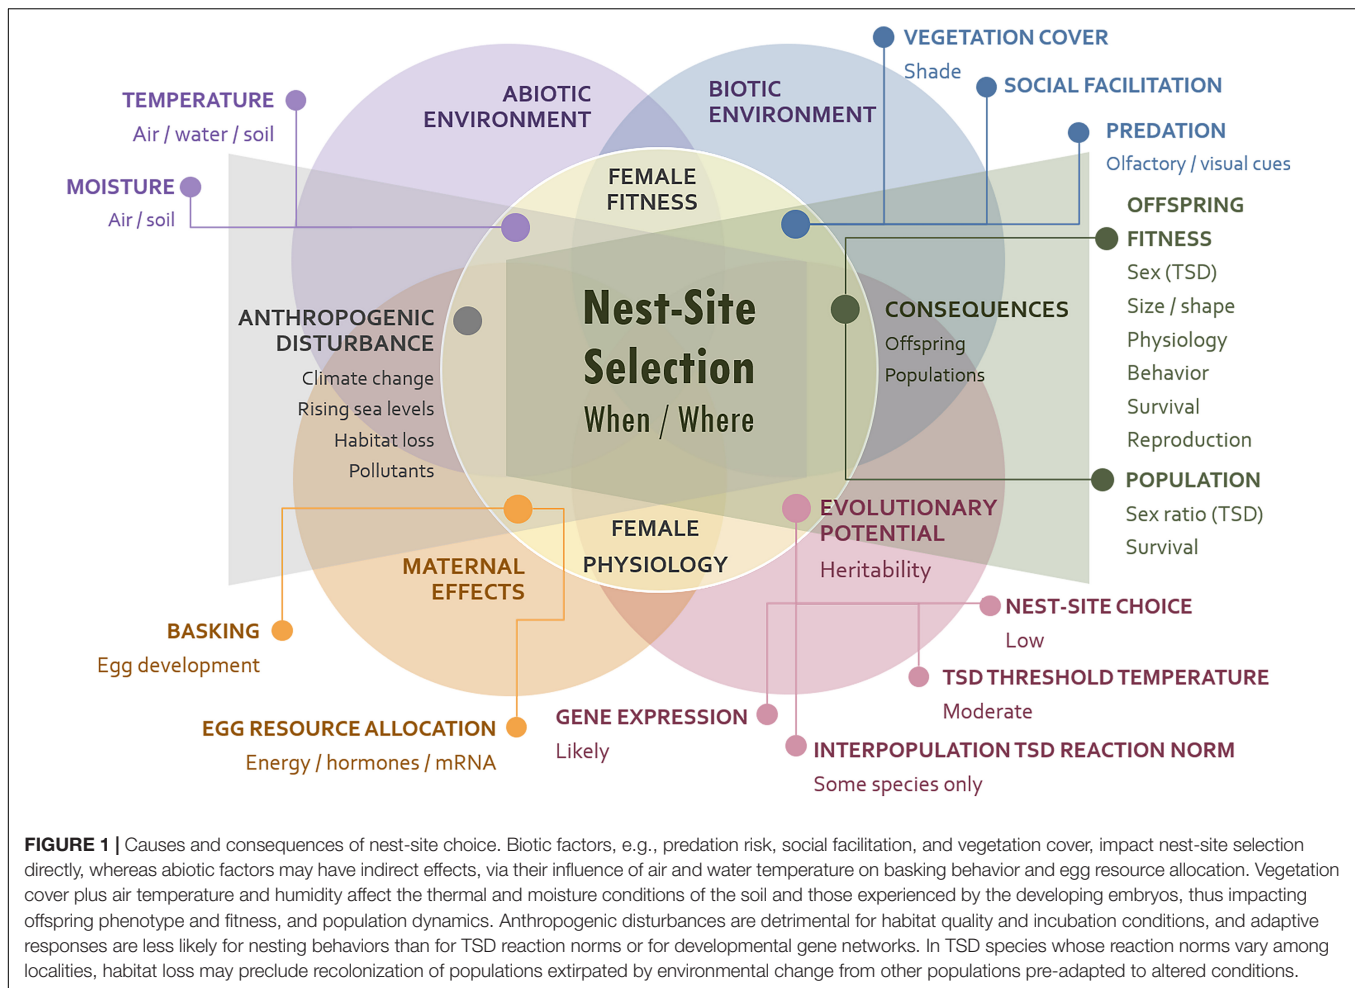 VEGETATION COVER
Shade
SOCIAL FACILITATION
PREDATION
Olfactory / visual cues
ABIOTIC
ENVIRONMENT
BIOTIC
ENVIRONMENT
TEMPERATURE
Air / water / soil
MOISTURE
Air / soil
FEMALE
FITNESS
OFFSPRING
FITNESS
Sex (TSD)
Size / shape
Physiology
Behavior
Survival
Reproduction
ANTHROPOGENIC
DISTURBANCE
Climate change
Rising sea levels
Habitat loss
Pollutants
Nest-Site
Selection
When / Where
CONSEQUENCES
Offspring
Populations
POPULATION
Sex ratio (TSD)
Survival
FEMALE
PHYSIOLOGY
EVOLUTIONARY
POTENTIAL
Heritability
MATERNAL
EFFECTS
BASKING
Egg development
NEST-SITE CHOICE
Low
TSD THRESHOLD TEMPERATURE
Moderate
EGG RESOURCE ALLOCATION
Energy / hormones / mRNA
GENE EXPRESSION
Likely
INTERPOPULATION TSD REACTION NORM
Some species only
FIGURE 1 | Causes and consequences of nest-site choice. Biotic factors, e.g., predation risk, social facilitation, and vegetation cover, impact nest-site selection
directly, whereas abiotic factors may have indirect effects, via their influence of air and water temperature on basking behavior and egg resource allocation. Vegetation
cover plus air temperature and humidity affect the thermal and moisture conditions of the soil and those experienced by the developing embryos, thus impacting
offspring phenotype and fitness, and population dynamics. Anthropogenic disturbances are detrimental for habitat quality and incubation conditions, and adaptive
responses are less likely for nesting behaviors than for TSD reaction norms or for developmental gene networks. In TSD species whose reaction norms vary among
localities, habitat loss may preclude recolonization of populations extirpated by environmental change from other populations pre-adapted to altered conditions.